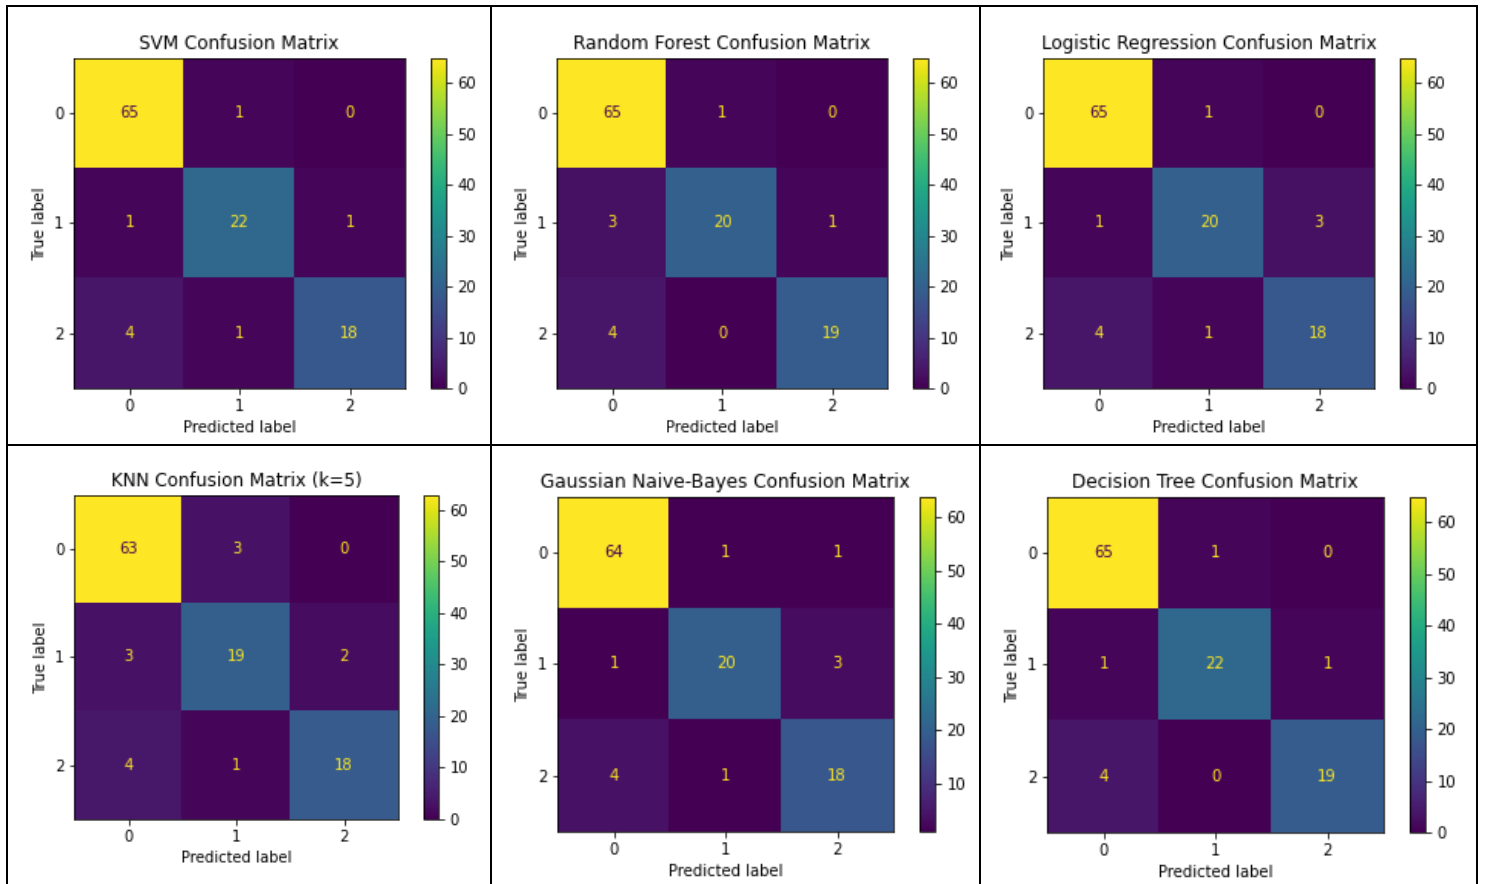 SVM Confusion Matrix
0 65 1 0
1 1 22 1
2 4 1 18
True label
0 1 2
Predicted label
60
50
40
30
20
10
0
Random Forest Confusion Matrix
0 65 1 0
1 3 20 1
2 4 0 19
True label
0 1 2
Predicted label
60
50
40
30
20
10
0
Logistic Regression Confusion Matrix
0 65 1 0
1 1 20 3
2 4 1 18
True label
0 1 2
Predicted label
60
50
40
30
20
10
0
KNN Confusion Matrix (k=5)
0 63 3 0
1 3 19 2
2 4 1 18
True label
0 1 2
Predicted label
60
50
40
30
20
10
0
Gaussian Naive-Bayes Confusion Matrix
0 64 1 1
1 1 20 3
2 4 1 18
True label
0 1 2
Predicted label
60
50
40
30
20
10
Decision Tree Confusion Matrix
0 65 1 0
1 1 22 1
2 4 0 19
True label
0 1 2
Predicted label
60
50
40
30
20
10
0